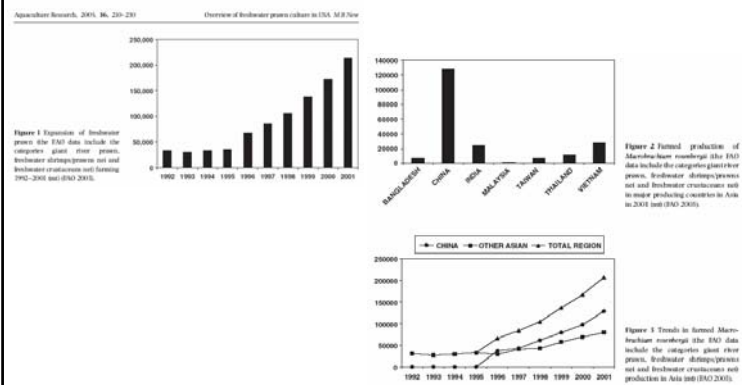 Aquaculture Research, 2005, 36, 210-230
Overview of freshwater prawn culture in USA M B New
250,000
200,000
150,000
100,000
50,000
0
1992 1993 1994 1995 1996 1997 1998 1999 2000 2001
Figure 1 Expansion of freshwater
prawn (the FAO data include the
categories giant river prawn,
freshwater shrimps/prawns nei and
freshwater crustaceans nei) farming
1992-2001 (mt) (FAO 2003).
140000
120000
100000
80000
60000
40000
20000
0
BANGLADESH
CHINA
INDIA
MALAYSIA
TAIWAN
THAILAND
VIETNAM
Figure 2 Farmed production of
Macrobrachium rosenbergii (the FAO
data include the categories giant river
prawn, freshwater shrimps/prawns
nei and freshwater crustaceans nei)
in major producing countries in Asia
in 2001 (mt) (FAO 2003).
CHINA OTHER ASIAN TOTAL REGION
250000
200000
150000
100000
50000
0
1992 1993 1994 1995 1996 1997 1998 1999 2000 2001
Figure 3 Trends in farmed Macro-
brachium rosenbergii (the FAO data
include the categories giant river
prawn, freshwater shrimps/prawns
nei and freshwater crustaceans nei)
production in Asia (mt) (FAO 2003).